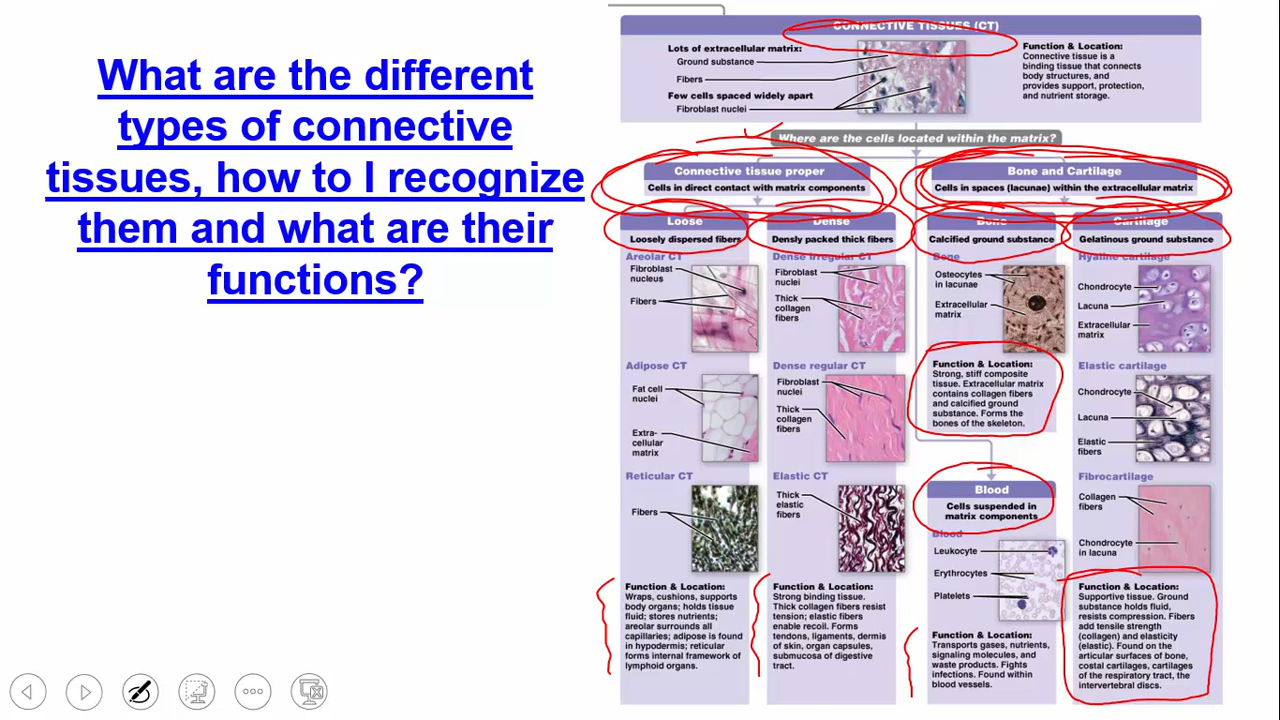 What are the different
types of connective
tissues, how to I recognize
them and what are their
functions?
CONNECTIVE TISSUES (CT)
Lots of extracellular matrix:
Ground substance
Fibers
Few cells spaced widely apart
Fibroblast nuclei
Function & Location:
Connective tissue is a
binding tissue that connects
body structures, and
provides support, protection,
and nutrient storage.
Where are the cells located within the matrix?
Connective tissue proper
Cells in direct contact with matrix components
Bone and Cartilage
Cells in spaces (lacunae) within the extracellular matrix
Loose
Loosely dispersed fibers
Areolar CT
Fibroblast
nucleus
Fibers
Adipose CT
Fat cell
nuclei
Extra-
cellular
matrix
Reticular CT
Fibers
Function & Location:
Wraps, cushions, supports
body organs; holds tissue
fluid; stores nutrients;
areolar surrounds all
capillaries; adipose is found
in hypodermis; reticular
forms internal framework of
lymphoid organs.
Dense
Densly packed thick fibers
Dense irregular CT
Fibroblast
nuclei
Thick
collagen
fibers
Dense regular CT
Fibroblast
nuclei
Thick
collagen
fibers
Elastic CT
Thick
elastic
fibers
Function & Location:
Strong binding tissue.
Thick collagen fibers resist
tension; elastic fibers
enable recoil. Forms
tendons, ligaments, dermis
of skin, organ capsules,
submucosa of digestive
tract.
Bone
Calcified ground substance
Bone
Osteocytes
in lacunae
Extracellular
matrix
Function & Location:
Strong, stiff composite
tissue. Extracellular matrix
contains collagen fibers
and calcified ground
substance. Forms the
bones of the skeleton.
Blood
Cells suspended in
matrix components
Blood
Leukocyte
Erythrocytes
Platelets
Function & Location:
Transports gases, nutrients,
signaling molecules, and
waste products. Fights
infections. Found within
blood vessels.
Cartilage
Gelatinous ground substance
Hyaline cartilage
Chondrocyte
Lacuna
Extracellular
matrix
Elastic cartilage
Chondrocyte
Lacuna
Elastic
fibers
Fibrocartilage
Collagen
fibers
Chondrocyte
in lacuna
Function & Location:
Supportive tissue. Ground
substance holds fluid,
resists compression. Fibers
add tensile strength
(collagen) and elasticity
(elastic). Found on the
articular surfaces of bone,
costal cartilages, cartilages
of the respiratory tract, the
intervertebral discs.